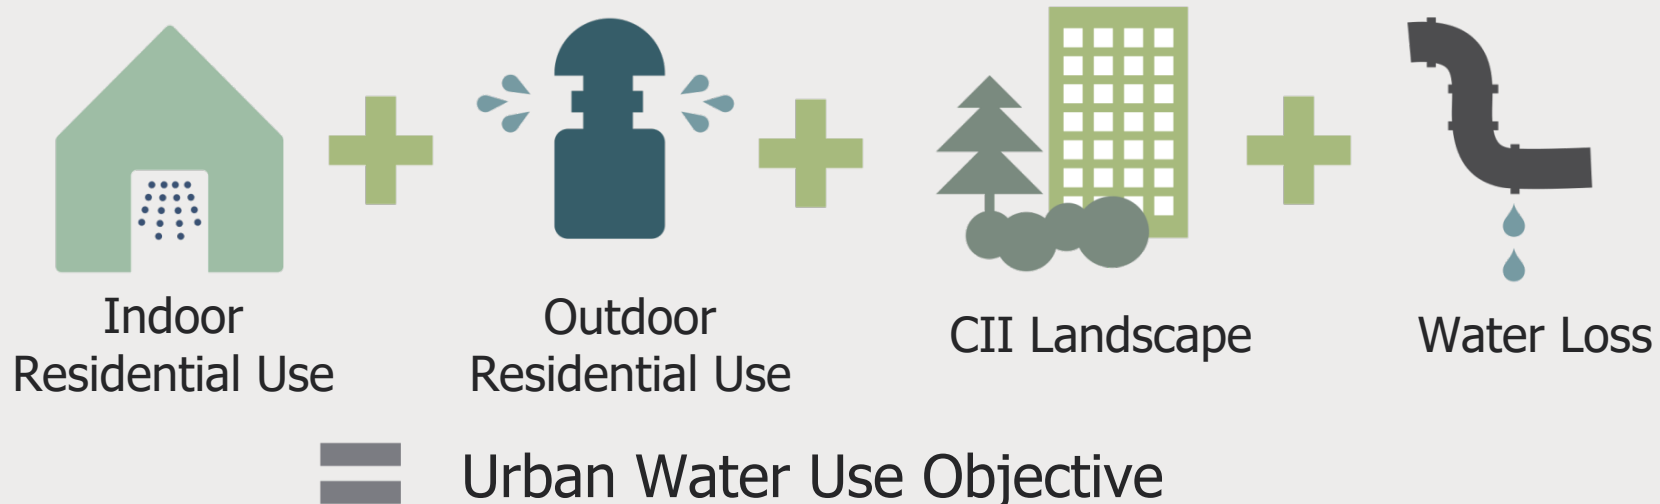 Indoor
Residential Use
Outdoor
Residential Use
CII Landscape
Water Loss
= Urban Water Use Objective